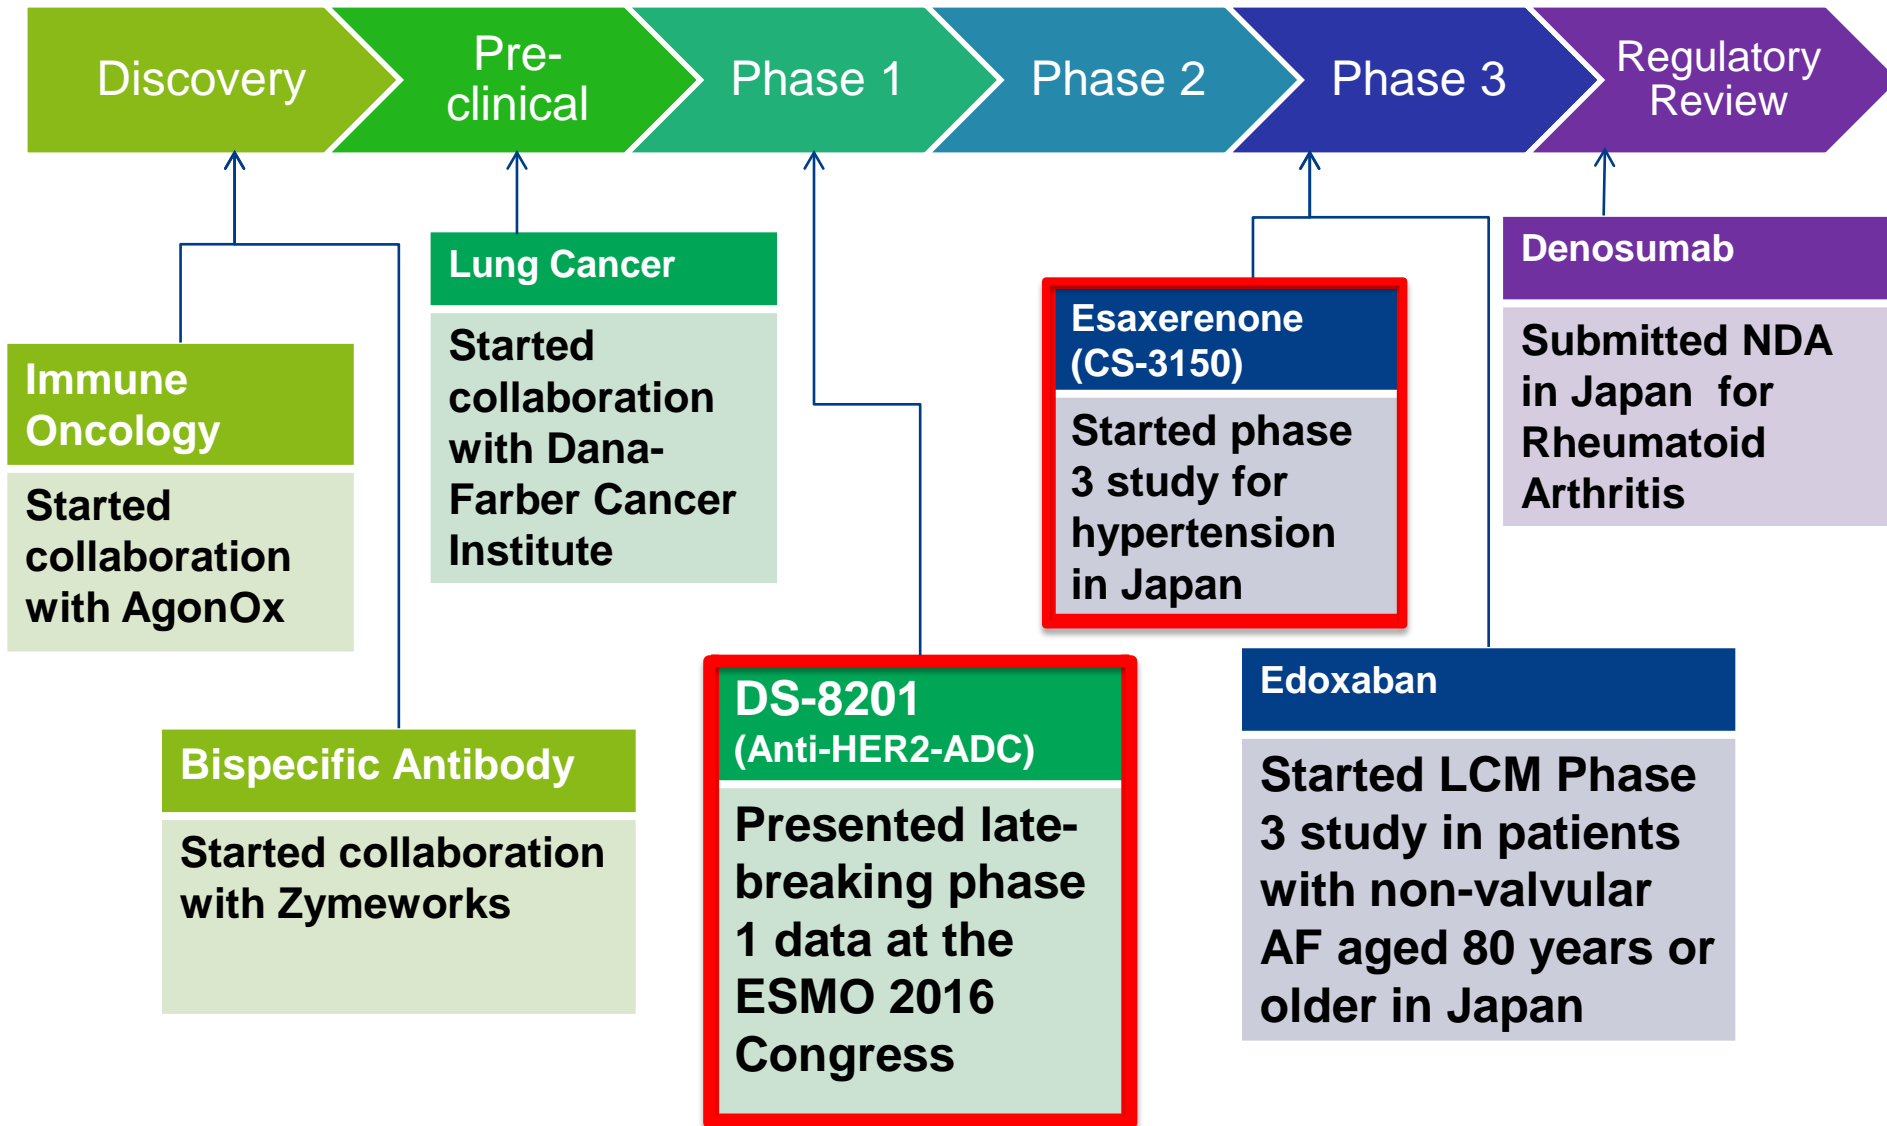 Discovery
Pre-
clinical
Phase 1
Phase 2
Phase 3
Regulatory
Review
Immune
Oncology
Started
collaboration
with AgonOx
Bispecific Antibody
Started collaboration
with Zymeworks
Lung Cancer
Started
collaboration
with Dana-
Farber Cancer
Institute
DS-8201
(Anti-HER2-ADC)
Presented late-
breaking phase
1 data at the
ESMO 2016
Congress
Esaxerenone
(CS-3150)
Started phase
3 study for
hypertension
in Japan
Edoxaban
Started LCM Phase
3 study in patients
with non-valvular
AF aged 80 years or
older in Japan
Denosumab
Submitted NDA
in Japan  for
Rheumatoid
Arthritis